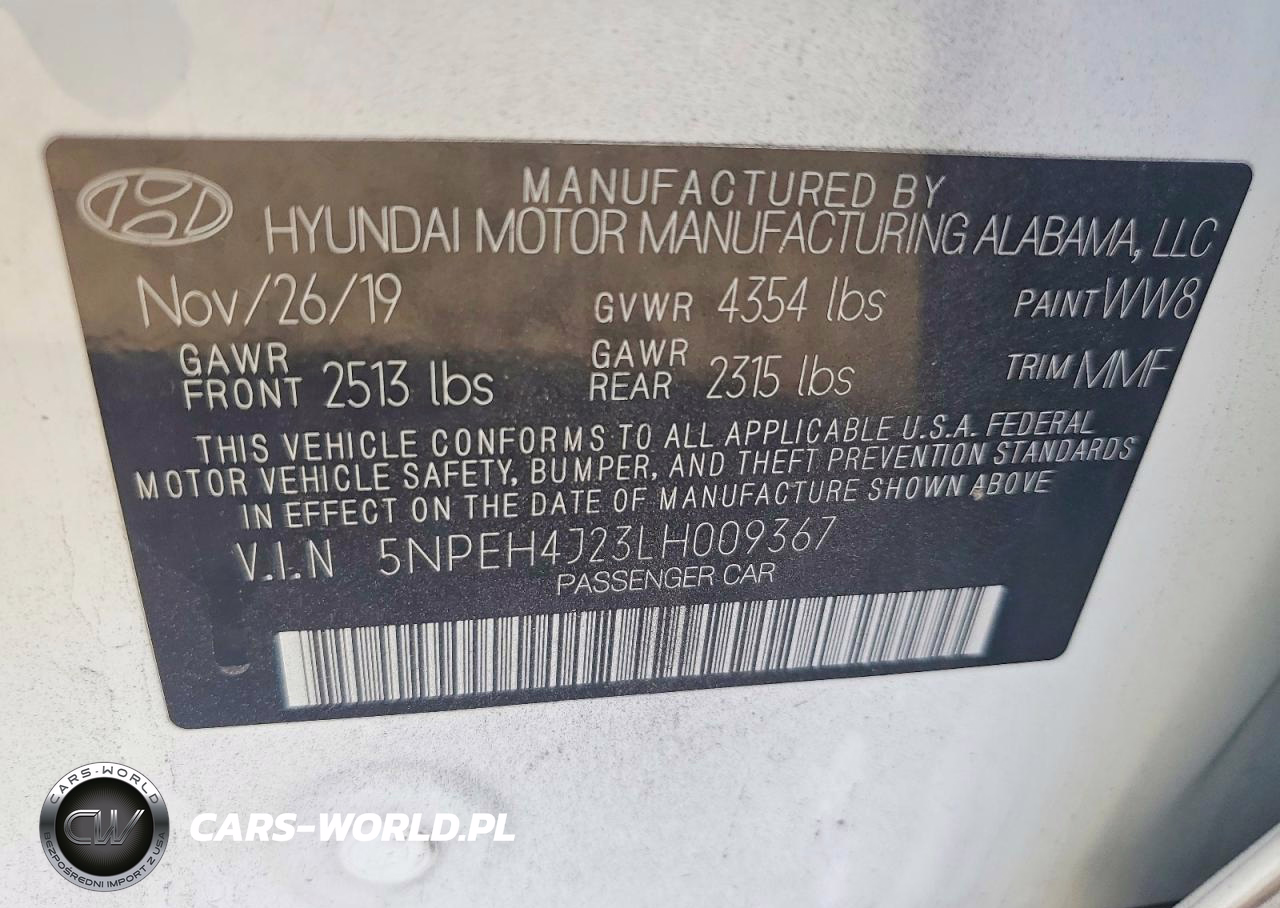 MANUFACTURED BY
HYUNDAI MOTOR MANUFACTURING ALABAMA, LLC
Nov/26/19 GVWR 4354 lbs PAINT WW8
GAWR FRONT 2513 lbs GAWR REAR 2315 lbs TRIM MMF
THIS VEHICLE CONFORMS TO ALL APPLICABLE U.S.A. FEDERAL
MOTOR VEHICLE SAFETY, BUMPER, AND THEFT PREVENTION STANDARDS
IN EFFECT ON THE DATE OF MANUFACTURE SHOWN ABOVE
V.I.N 5NPEH4J23LH009367
PASSENGER CAR
CARS-WORLD
CW
BEZPOŚREDNI IMPORT Z USA
CARS-WORLD.PL